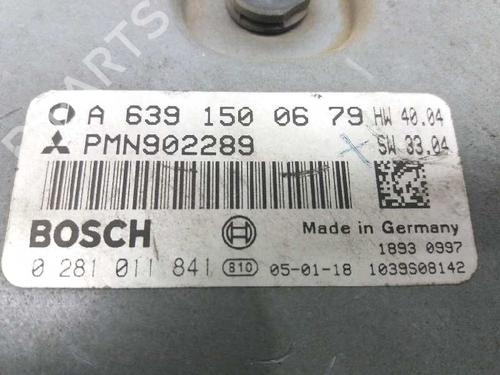 PARTS
A 639 150 06 79 HW 40.04
PMN902289 SW 33.04
BOSCH Made in Germany
1893 0997
0 281 011 841 810 05-01-18 1039S08142